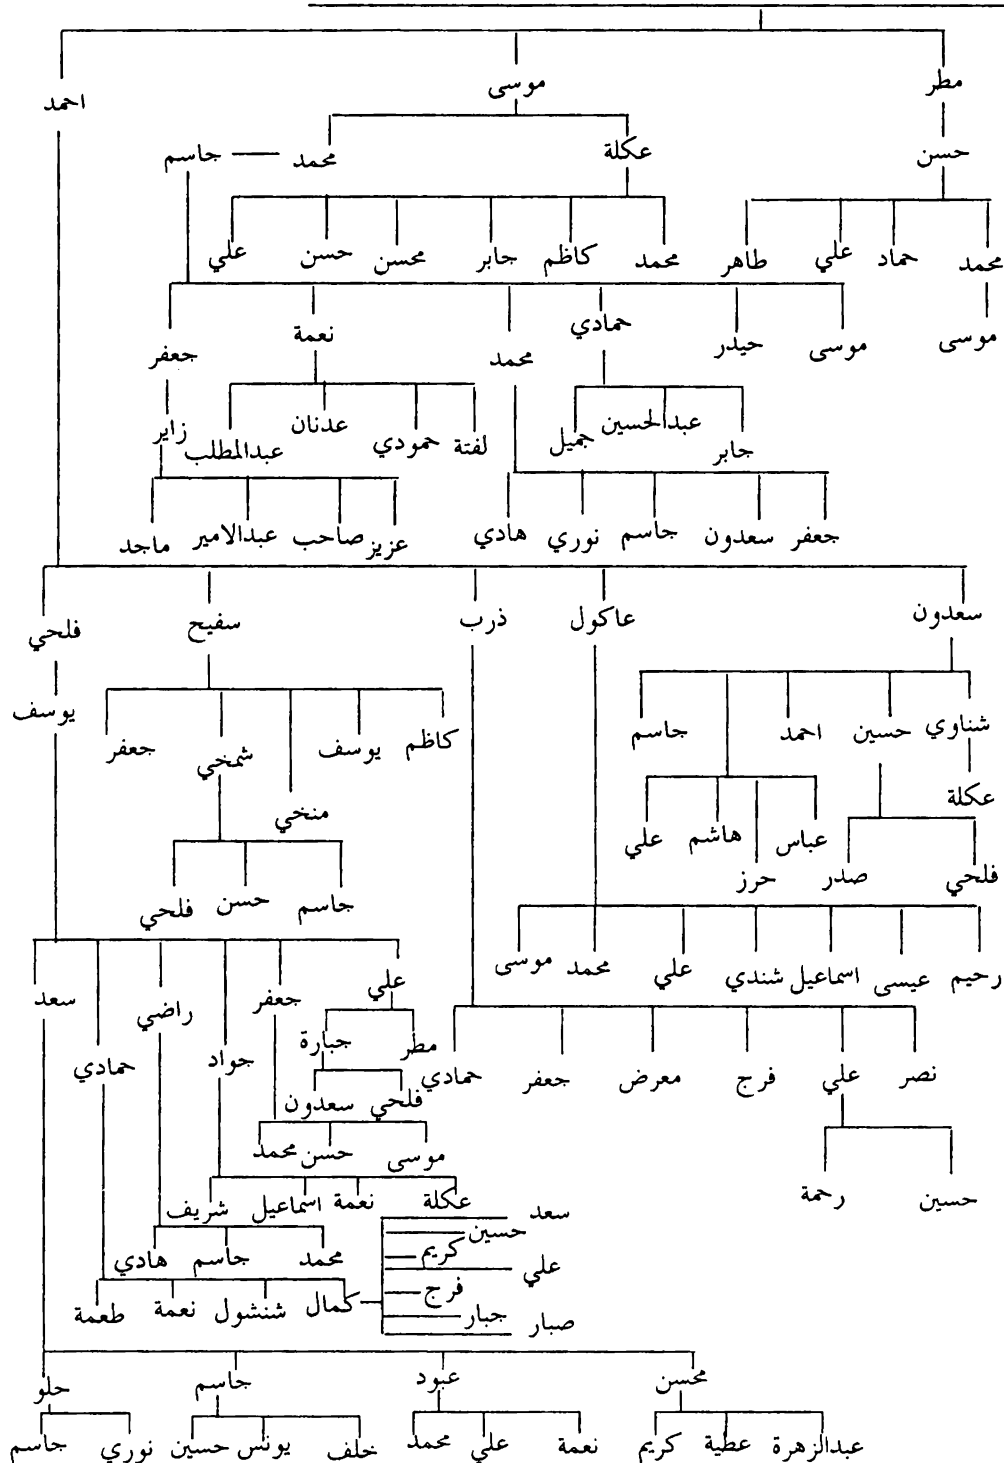 مطر موسى احمد
حسن عكلة محمد جاسم
محمد حماد علي طاهر محمد كاظم جابر محسن حسن علي
موسى
موسى حيدر حمادي محمد نعمة جعفر
جابر عبدالحسين جميل لفتة حمودي عدنان عبدالمطلب زاير
جعفر سعدون جاسم نوري هادي عزيز صاحب عبدالامير ماجد
سعدون عاكول ذرب سفيح فلحي
يوسف
شناوي حسين احمد جاسم كاظم يوسف منخي شمخي جعفر
عكلة
عباس حرز هاشم علي
فلحي صدر جاسم حسن فلحي
رحيم عيسى اسماعيل شندي علي محمد موسى
علي جعفر جواد راضي حمادي سعد
مطر جبارة
نصر علي فرج معرض جعفر حمادي
فلحي سعدون
موسى حسن محمد
حسين رحمة
عكلة نعمة اسماعيل شريف
محمد جاسم هادي
كمال شنشول نعمة طعمة
سعد
حسين
كريم
علي
فرج
جبار
صبار
محسن عبود جاسم حلو
عبدالزهرة عطية كريم نعمة علي محمد خلف يونس حسين نوري جاسم